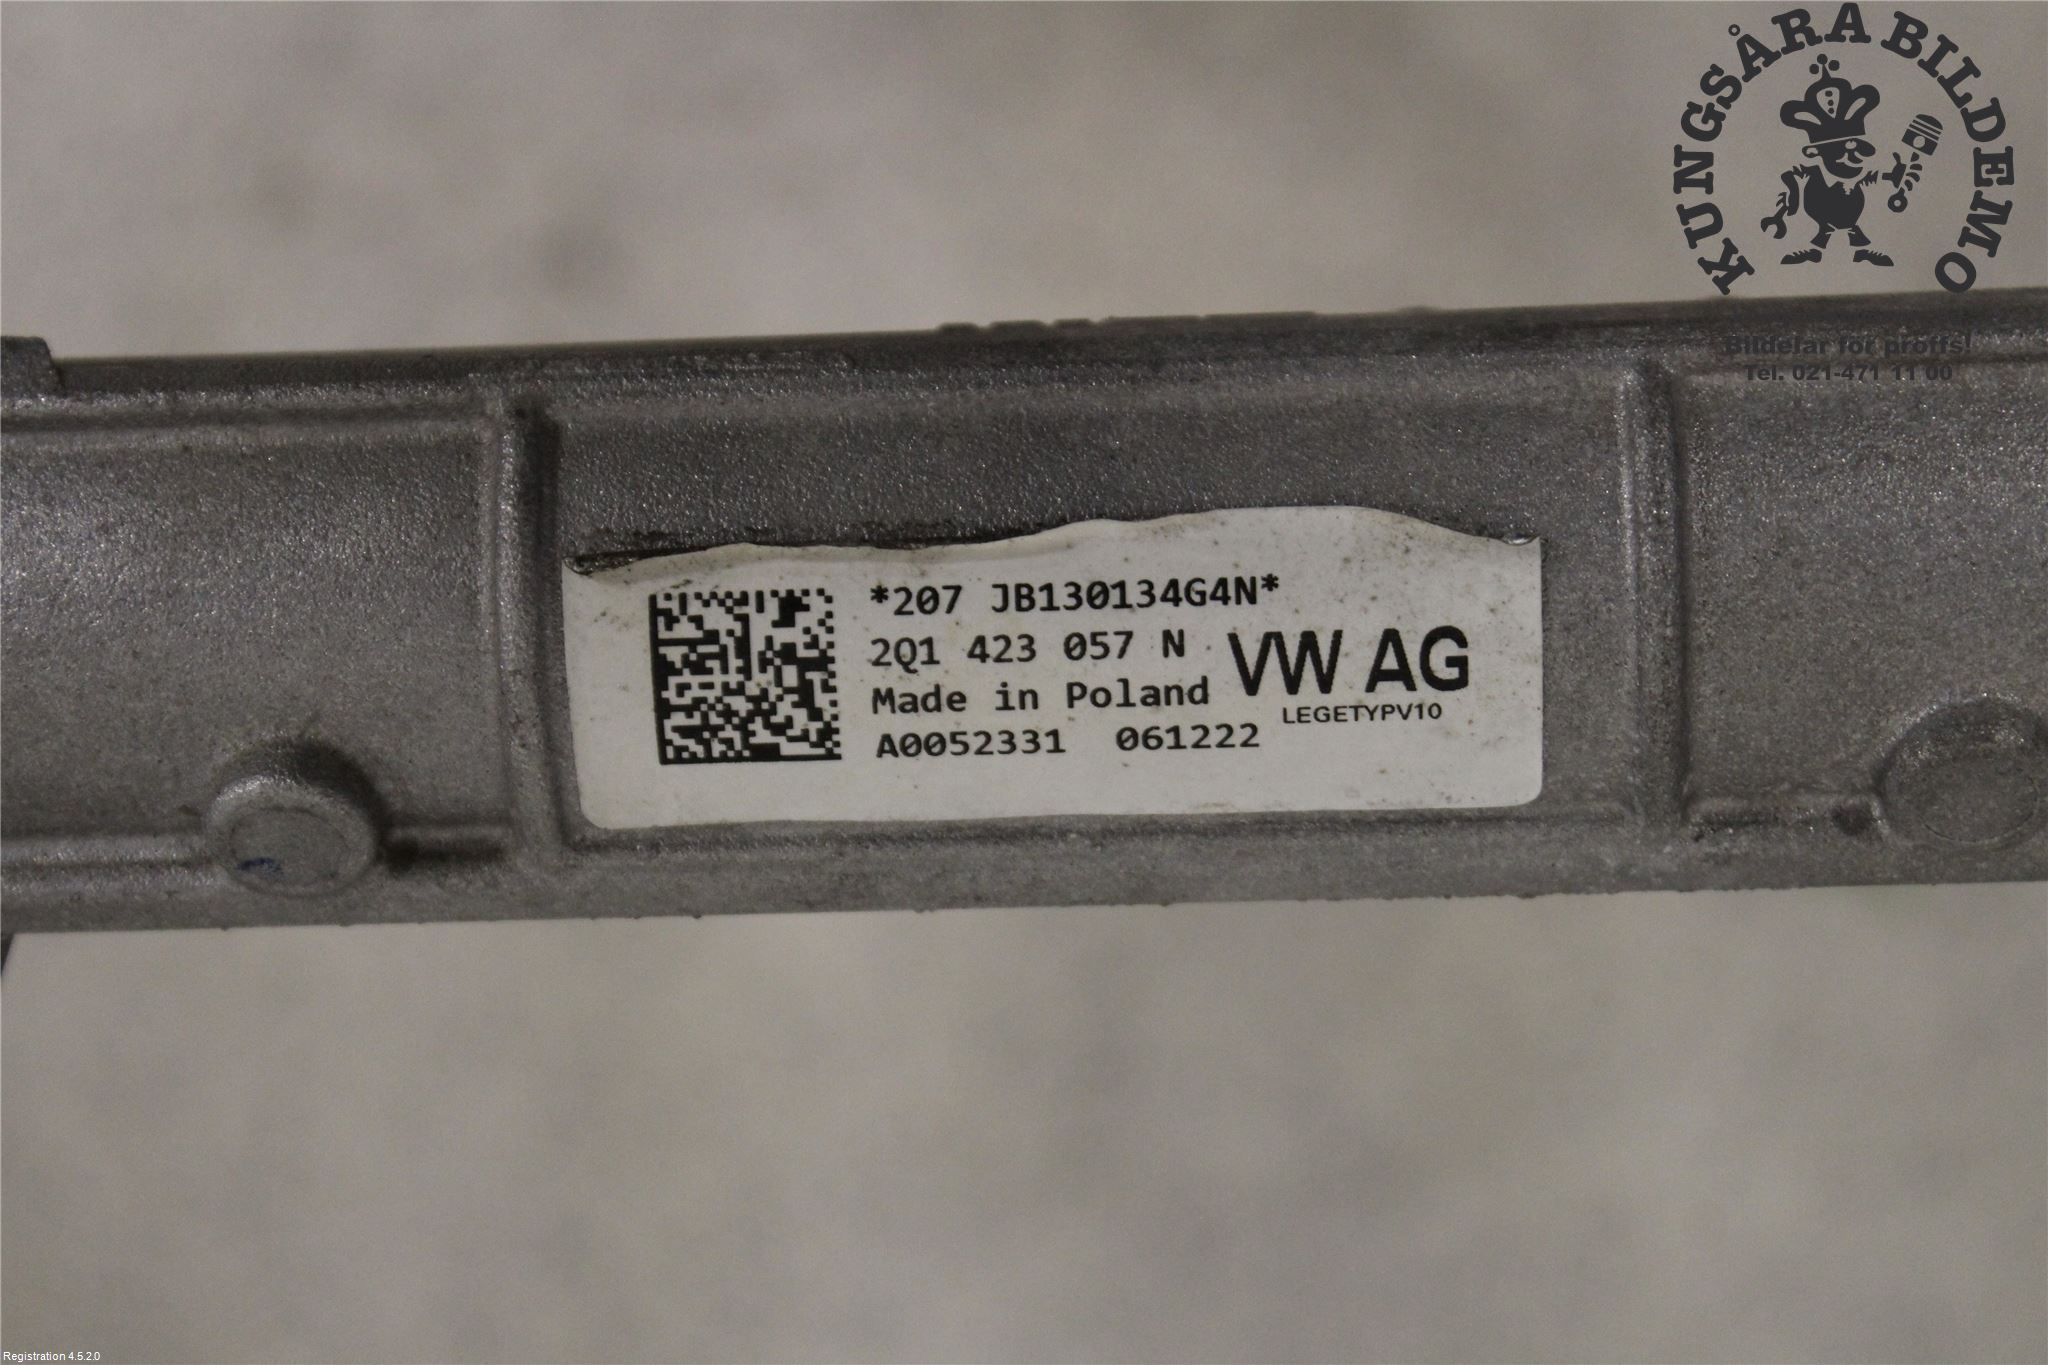 KUNGSÅRA BILDEMO
Bildelar för proffs!
Tel. 021-471 11 00
*207 JB130134G4N*
2Q1 423 057 N
VW AG
Made in Poland
LEGETYPV10
A0052331 061222
Registration 4.5.2.0